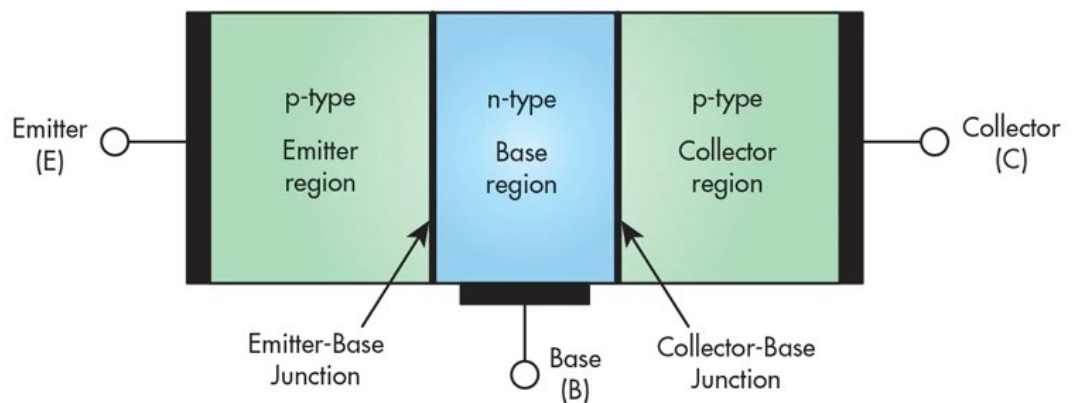 p-type
Emitter
region
n-type
Base
region
p-type
Collector
region
Emitter
(E)
Collector
(C)
Emitter-Base
Junction
Base
(B)
Collector-Base
Junction